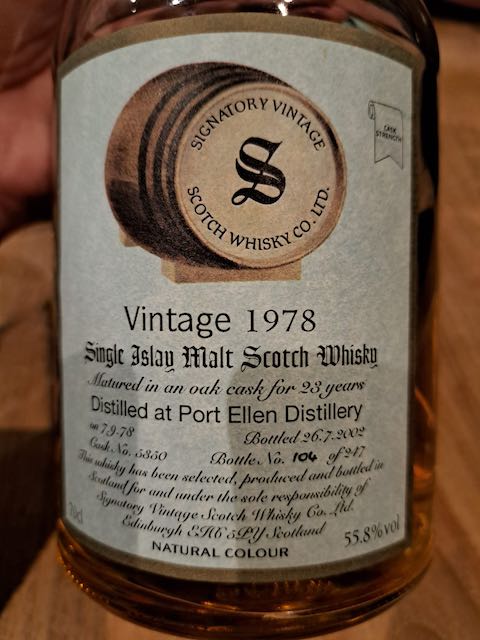 SIGNATORY VINTAGE
S
SCOTCH WHISKY CO. LTD.
CASK
STRENGTH
Vintage 1978
Single Islay Malt Scotch Whisky
Matured in an oak cask for 23 years
Distilled at Port Ellen Distillery
on 7.9.78 Bottled 26.7.2002
Cask No. 5350 Bottle No. 104 of 247
This whisky has been selected, produced and bottled in
Scotland for and under the sole responsibility of
Signatory Vintage Scotch Whisky Co. Ltd.
Edinburgh EH6 5PY Scotland
70cl NATURAL COLOUR 55.8% vol